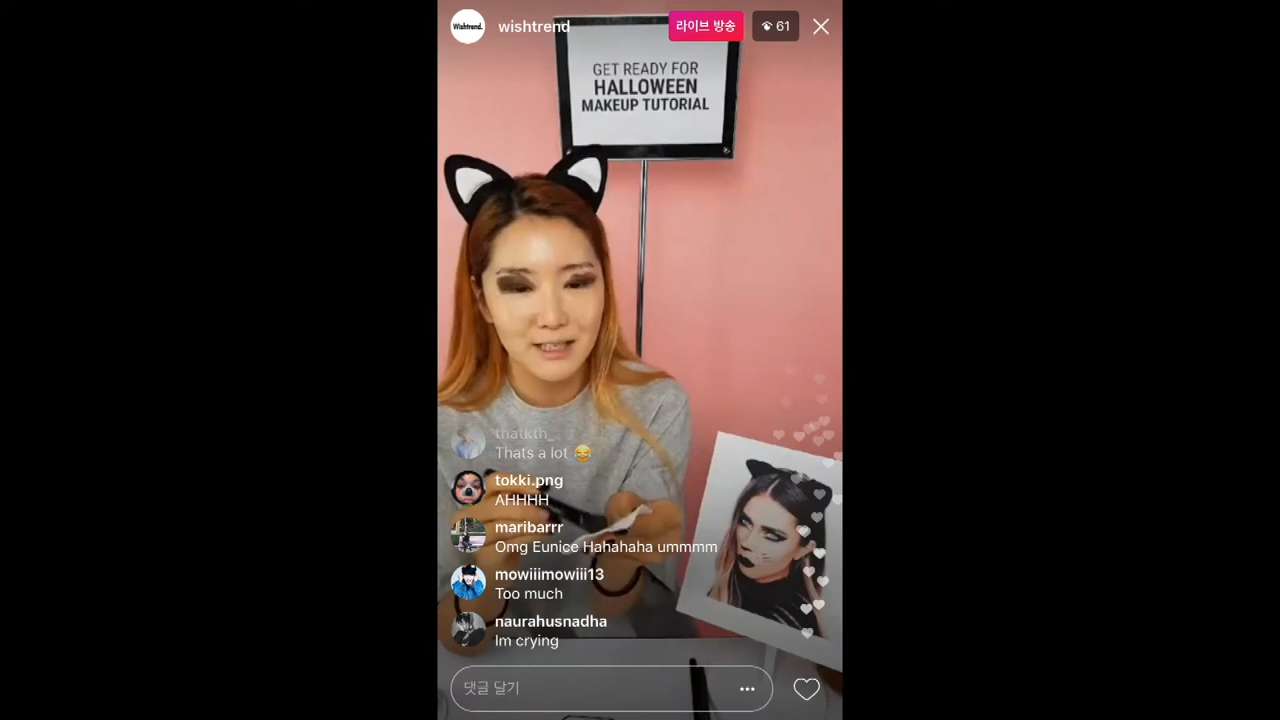 Wishtrend.
wishtrend
라이브 방송
61
GET READY FOR
HALLOWEEN
MAKEUP TUTORIAL
thatkth_
Thats a lot 😂
tokki.png
AHHHH
maribarrr
Omg Eunice Hahahaha ummmm
mowiiimowiii13
Too much
naurahusnadha
Im crying
댓글 달기